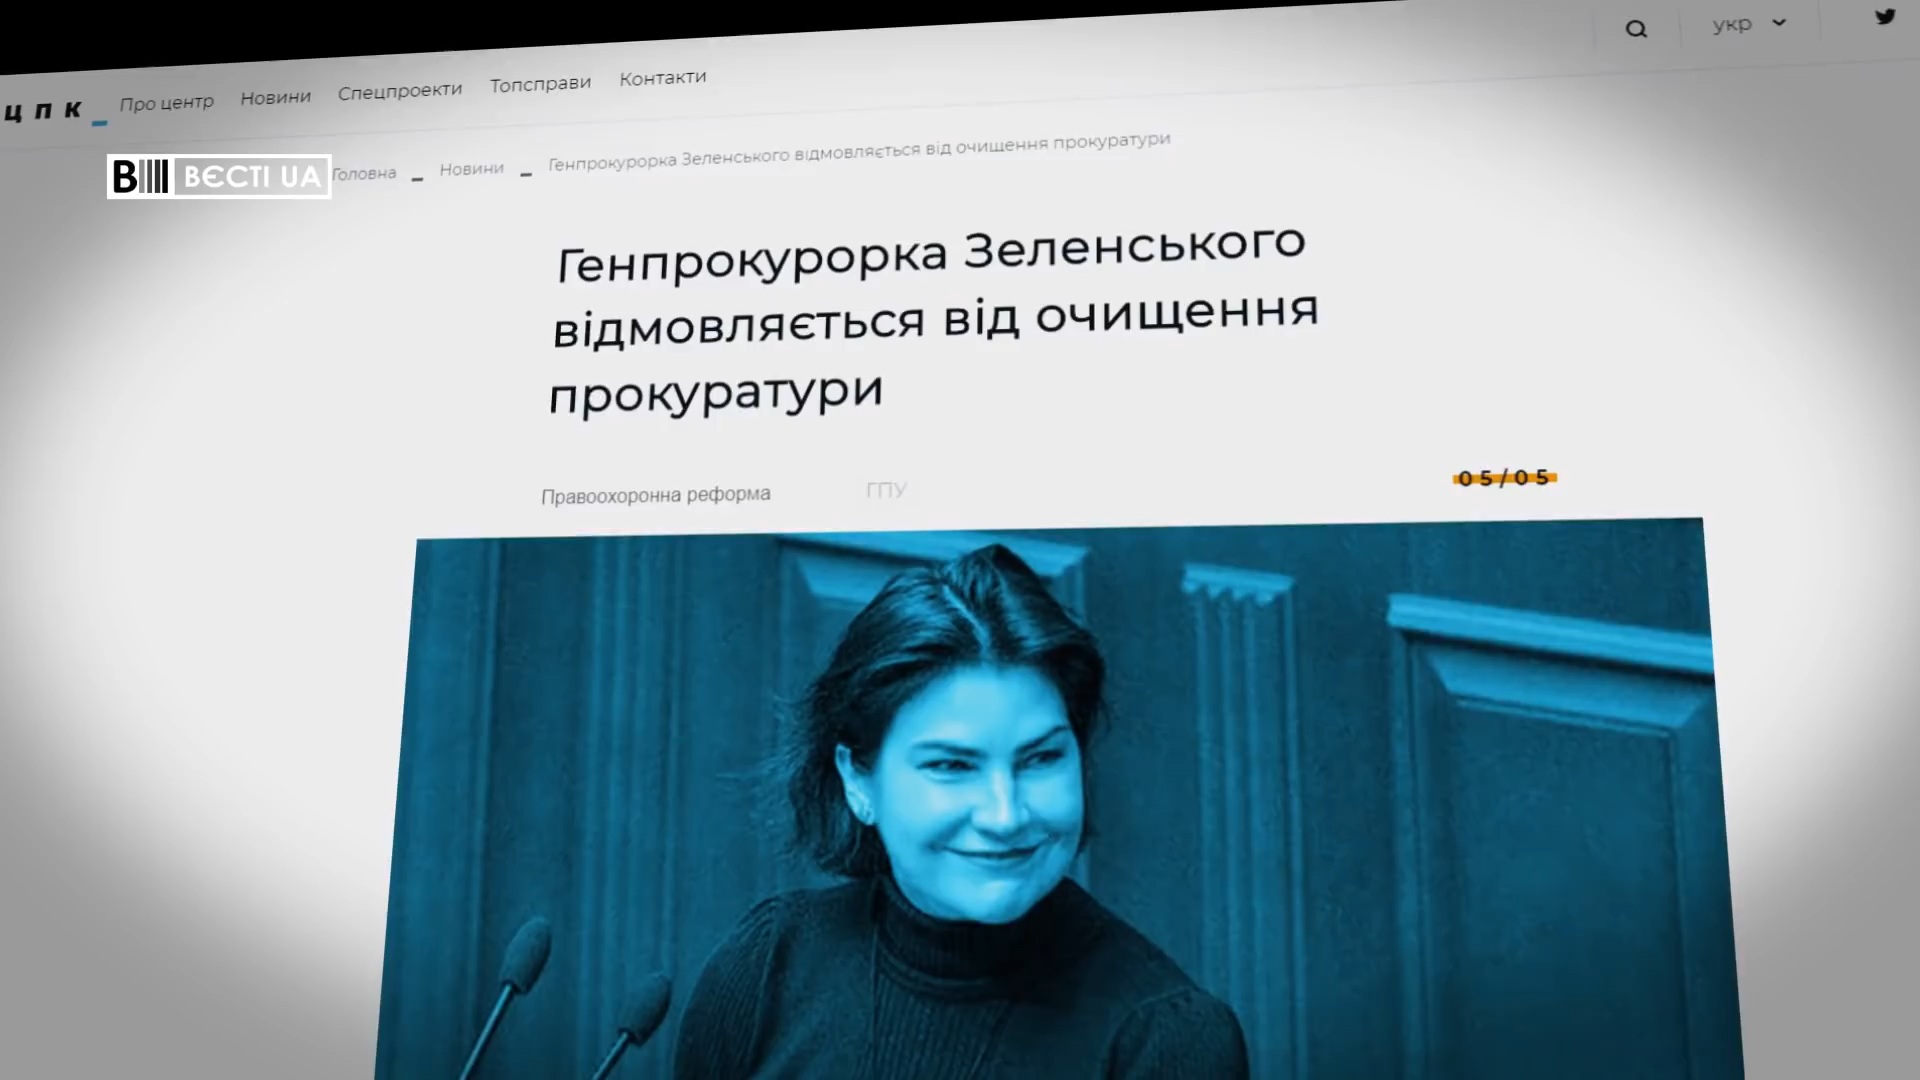 укр
цпк_ Про центр Новини Спецпроекти Топсправи Контакти
В ВЄСТІ UA
Головна _ Новини _ Генпрокурорка Зеленського відмовляється від очищення прокуратури
Генпрокурорка Зеленського
відмовляється від очищення
прокуратури
Правоохоронна реформа ГПУ 05/05